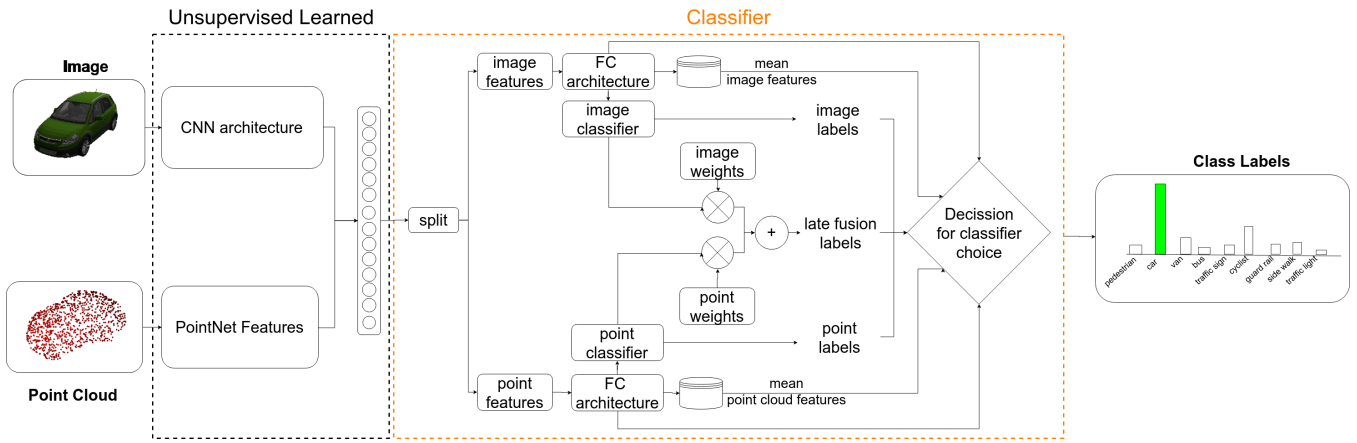 Unsupervised Learned
Classifier
Image
CNN architecture
PointNet Features
Point Cloud
split
image
features
FC
architecture
mean
image features
image
classifier
image
labels
image
weights
+
late fusion
labels
point
weights
point
classifier
point
labels
point
features
FC
architecture
mean
point cloud features
Decission
for classifier
choice
Class Labels
pedestrian
car
van
bus
traffic sign
cyclist
guard rail
side walk
traffic light